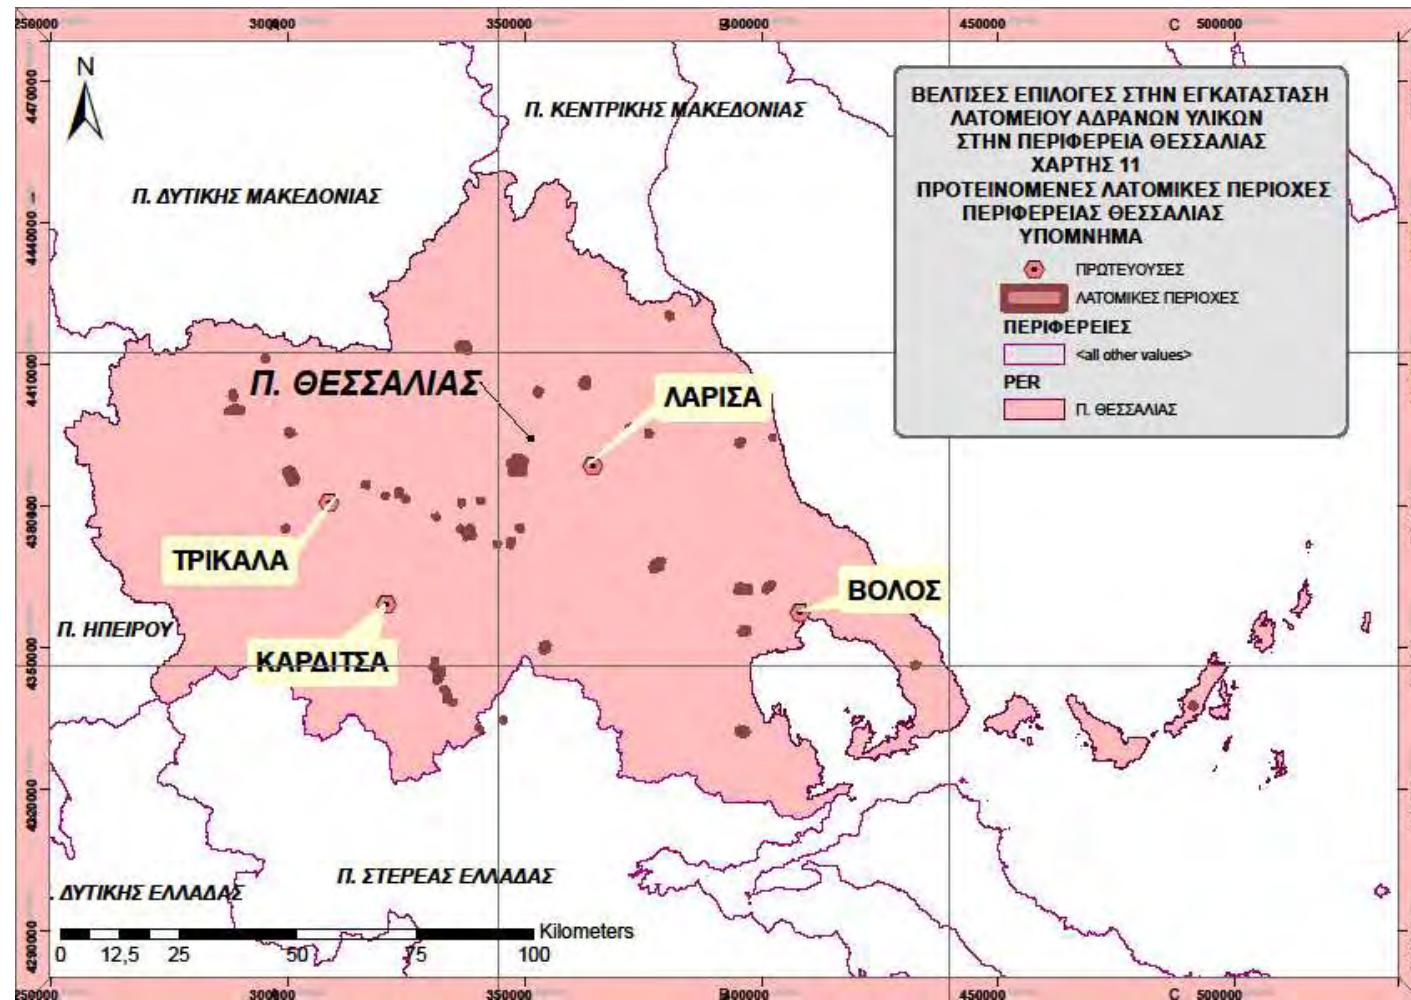 250000 300000 350000 B00000 450000 C 500000
N
Π. ΚΕΝΤΡΙΚΗΣ ΜΑΚΕΔΟΝΙΑΣ
Π. ΔΥΤΙΚΗΣ ΜΑΚΕΔΟΝΙΑΣ
ΒΕΛΤΙΣΕΣ ΕΠΙΛΟΓΕΣ ΣΤΗΝ ΕΓΚΑΤΑΣΤΑΣΗ
ΛΑΤΟΜΕΙΟΥ ΑΔΡΑΝΩΝ ΥΛΙΚΩΝ
ΣΤΗΝ ΠΕΡΙΦΕΡΕΙΑ ΘΕΣΣΑΛΙΑΣ
ΧΑΡΤΗΣ 11
ΠΡΟΤΕΙΝΟΜΕΝΕΣ ΛΑΤΟΜΙΚΕΣ ΠΕΡΙΟΧΕΣ
ΠΕΡΙΦΕΡΕΙΑΣ ΘΕΣΣΑΛΙΑΣ
ΥΠΟΜΝΗΜΑ
ΠΡΩΤΕΥΟΥΣΕΣ
ΛΑΤΟΜΙΚΕΣ ΠΕΡΙΟΧΕΣ
ΠΕΡΙΦΕΡΕΙΕΣ
<all other values>
PER
Π. ΘΕΣΣΑΛΙΑΣ
Π. ΘΕΣΣΑΛΙΑΣ
ΛΑΡΙΣΑ
ΤΡΙΚΑΛΑ
ΒΟΛΟΣ
Π. ΗΠΕΙΡΟΥ
ΚΑΡΔΙΤΣΑ
Π. ΣΤΕΡΕΑΣ ΕΛΛΑΔΑΣ
. ΔΥΤΙΚΗΣ ΕΛΛΑΔΑΣ
Kilometers
0 12,5 25 50 75 100
4470000
4440000
4410000
4380000
4350000
4320000
4290000
250000 300000 350000 450000 C 500000